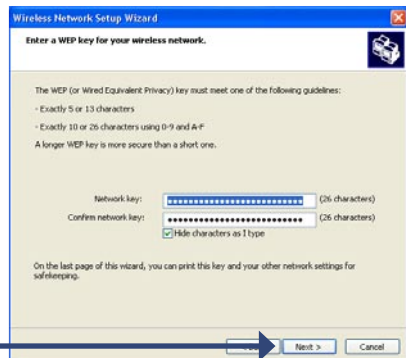 Wireless Network Setup Wizard
Enter a WEP key for your wireless network.
The WEP (or Wired Equivalent Privacy) key must meet one of the following guidelines:
- Exactly 5 or 13 characters
- Exactly 10 or 26 characters using 0-9 and A-F
A longer WEP key is more secure than a short one.
Network key: •••••••••••••••••••••••••• (26 characters)
Confirm network key: •••••••••••••••••••••••••• (26 characters)
Hide characters as I type
On the last page of this wizard, you can print this key and your other network settings for
safekeeping.
Next > Cancel